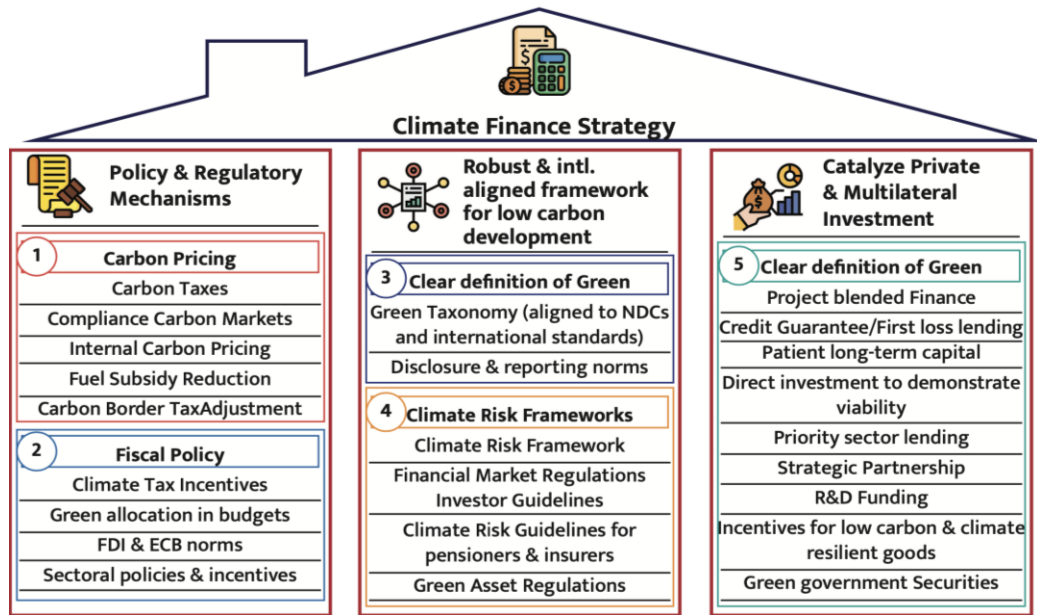 Climate Finance Strategy
Policy & Regulatory
Mechanisms
1
Carbon Pricing
Carbon Taxes
Compliance Carbon Markets
Internal Carbon Pricing
Fuel Subsidy Reduction
Carbon Border TaxAdjustment
2
Fiscal Policy
Climate Tax Incentives
Green allocation in budgets
FDI & ECB norms
Sectoral policies & incentives
Robust & intl.
aligned framework
for low carbon
development
3
Clear definition of Green
Green Taxonomy (aligned to NDCs
and international standards)
Disclosure & reporting norms
4
Climate Risk Frameworks
Climate Risk Framework
Financial Market Regulations
Investor Guidelines
Climate Risk Guidelines for
pensioners & insurers
Green Asset Regulations
Catalyze Private
& Multilateral
Investment
5
Clear definition of Green
Project blended Finance
Credit Guarantee/First loss lending
Patient long-term capital
Direct investment to demonstrate
viability
Priority sector lending
Strategic Partnership
R&D Funding
Incentives for low carbon & climate
resilient goods
Green government Securities